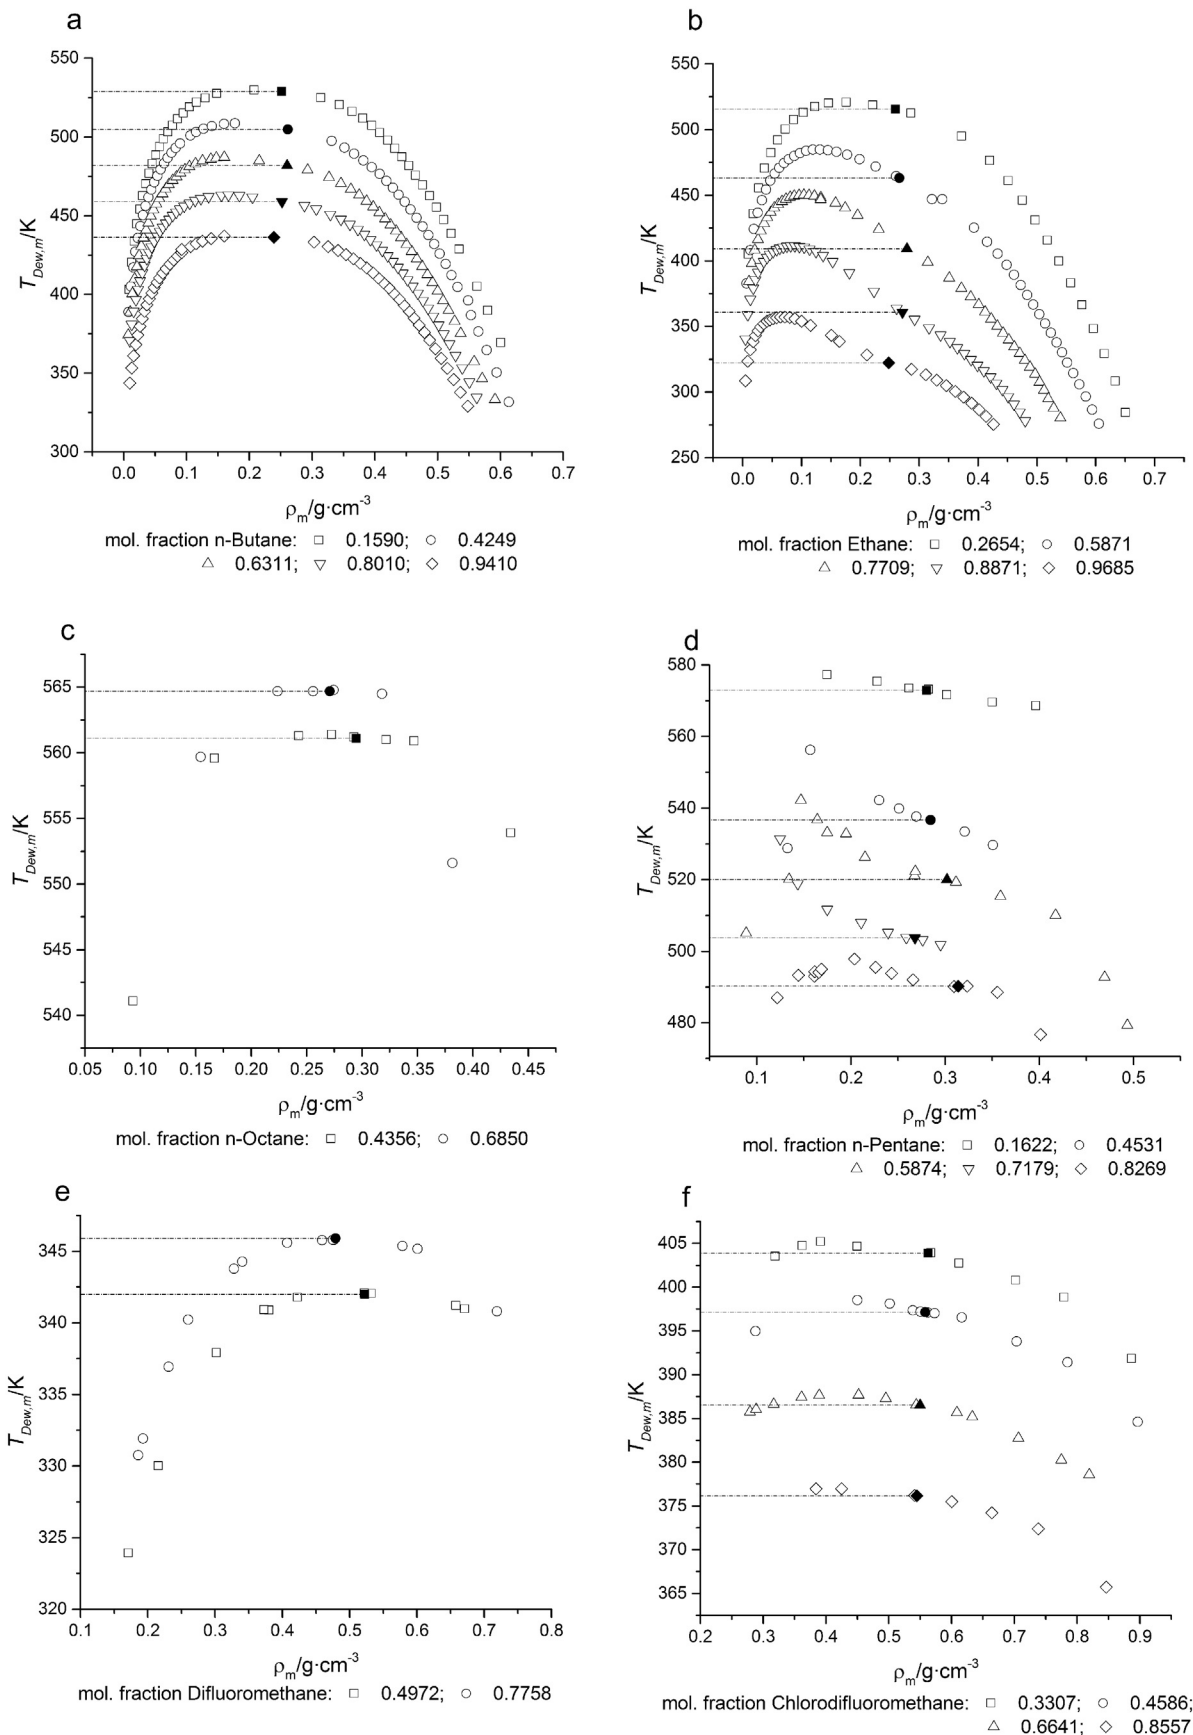 a
550
500
450
400
350
300
T_Dew,m/K
0.0 0.1 0.2 0.3 0.4 0.5 0.6 0.7
ρ_m/g·cm⁻³
mol. fraction n-Butane: □ 0.1590; ○ 0.4249
△ 0.6311; ▽ 0.8010; ◇ 0.9410
b
550
500
450
400
350
300
250
T_Dew,m/K
0.0 0.1 0.2 0.3 0.4 0.5 0.6 0.7
ρ_m/g·cm⁻³
mol. fraction Ethane: □ 0.2654; ○ 0.5871
△ 0.7709; ▽ 0.8871; ◇ 0.9685
c
565
560
555
550
545
540
T_Dew,m/K
0.05 0.10 0.15 0.20 0.25 0.30 0.35 0.40 0.45
ρ_m/g·cm⁻³
mol. fraction n-Octane: □ 0.4356; ○ 0.6850
d
580
560
540
520
500
480
T_Dew,m/K
0.1 0.2 0.3 0.4 0.5
ρ_m/g·cm⁻³
mol. fraction n-Pentane: □ 0.1622; ○ 0.4531
△ 0.5874; ▽ 0.7179; ◇ 0.8269
e
345
340
335
330
325
320
T_Dew,m/K
0.1 0.2 0.3 0.4 0.5 0.6 0.7 0.8
ρ_m/g·cm⁻³
mol. fraction Difluoromethane: □ 0.4972; ○ 0.7758
f
405
400
395
390
385
380
375
370
365
T_Dew,m/K
0.2 0.3 0.4 0.5 0.6 0.7 0.8 0.9
ρ_m/g·cm⁻³
mol. fraction Chlorodifluoromethane: □ 0.3307; ○ 0.4586;
△ 0.6641; ◇ 0.8557